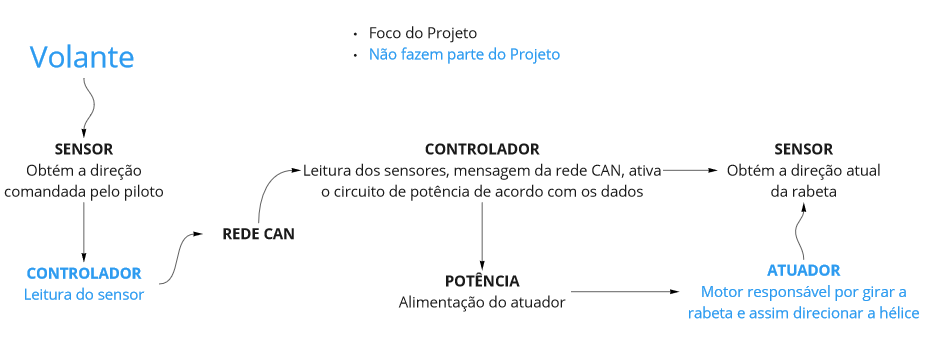 • Foco do Projeto
• Não fazem parte do Projeto
Volante
SENSOR
Obtém a direção
comandada pelo piloto
CONTROLADOR
Leitura do sensor
REDE CAN
CONTROLADOR
Leitura dos sensores, mensagem da rede CAN, ativa
o circuito de potência de acordo com os dados
POTÊNCIA
Alimentação do atuador
SENSOR
Obtém a direção atual
da rabeta
ATUADOR
Motor responsável por girar a
rabeta e assim direcionar a hélice